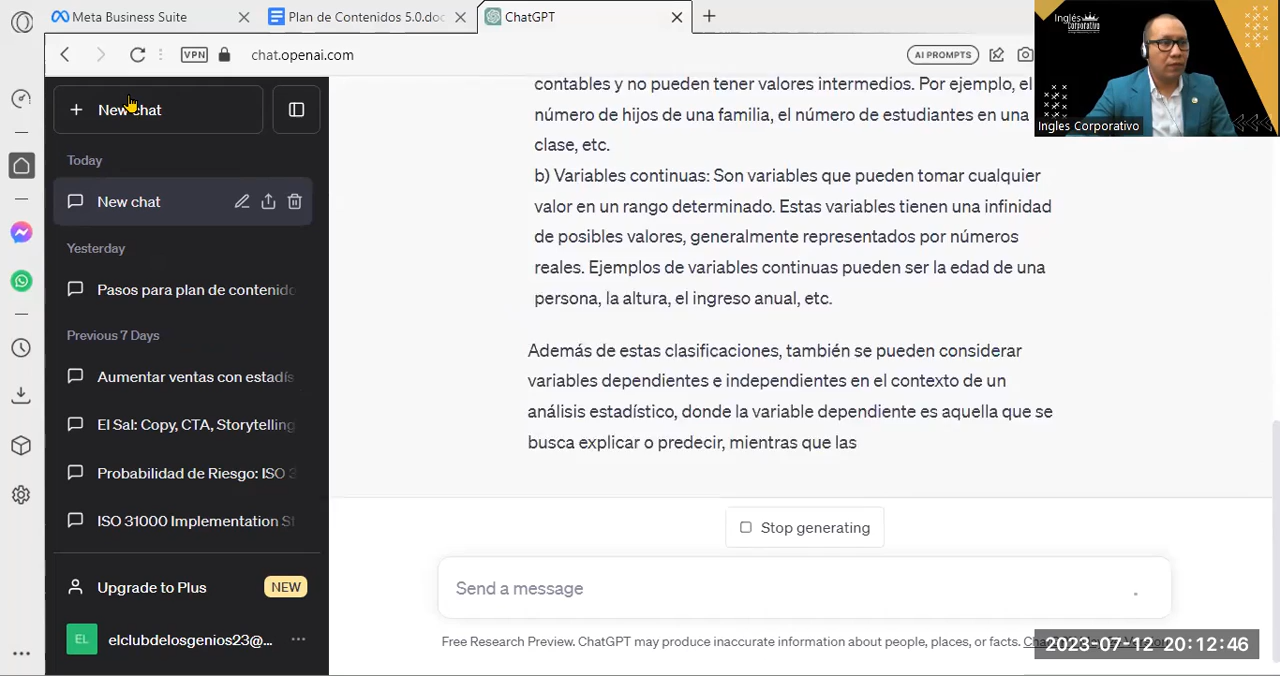 Meta Business Suite
Plan de Contenidos 5.0.doc
ChatGPT
VPN
chat.openai.com
AI PROMPTS
Inglés
Corporativo
Ingles Corporativo
New chat
Today
New chat
Yesterday
Pasos para plan de contenido
Previous 7 Days
Aumentar ventas con estadís
El Sal: Copy, CTA, Storytelling
Probabilidad de Riesgo: ISO 3
ISO 31000 Implementation St
Upgrade to Plus
NEW
EL
elclubdelosgenios23@...
contables y no pueden tener valores intermedios. Por ejemplo, el
número de hijos de una familia, el número de estudiantes en una
clase, etc.
b) Variables continuas: Son variables que pueden tomar cualquier
valor en un rango determinado. Estas variables tienen una infinidad
de posibles valores, generalmente representados por números
reales. Ejemplos de variables continuas pueden ser la edad de una
persona, la altura, el ingreso anual, etc.
Además de estas clasificaciones, también se pueden considerar
variables dependientes e independientes en el contexto de un
análisis estadístico, donde la variable dependiente es aquella que se
busca explicar o predecir, mientras que las
Stop generating
Send a message
Free Research Preview. ChatGPT may produce inaccurate information about people, places, or facts.
2023-07-12 20:12:46